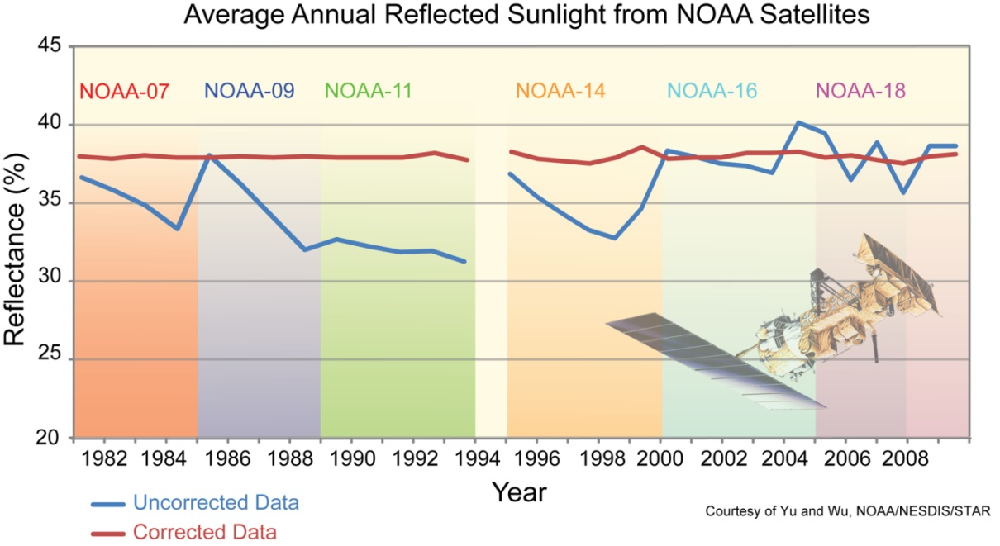 Average Annual Reflected Sunlight from NOAA Satellites
45
NOAA-07 NOAA-09 NOAA-11 NOAA-14 NOAA-16 NOAA-18
40
35
Reflectance (%)
30
25
20
1982 1984 1986 1988 1990 1992 1994 1996 1998 2000 2002 2004 2006 2008
Year
Uncorrected Data
Courtesy of Yu and Wu, NOAA/NESDIS/STAR
Corrected Data